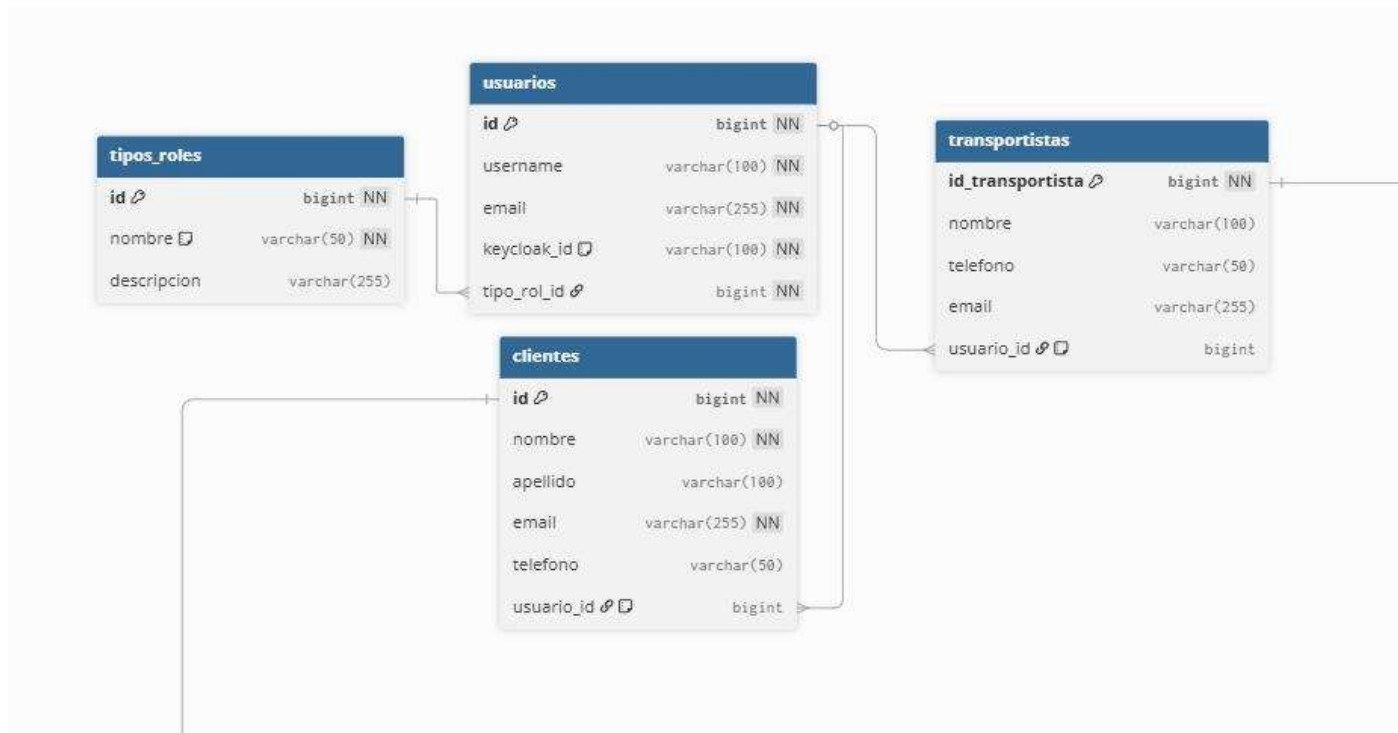 tipos_roles
id bigint NN
nombre varchar(50) NN
descripcion varchar(255)
usuarios
id bigint NN
username varchar(100) NN
email varchar(255) NN
keycloak_id varchar(100) NN
tipo_rol_id bigint NN
clientes
id bigint NN
nombre varchar(100) NN
apellido varchar(100)
email varchar(255) NN
telefono varchar(50)
usuario_id bigint
transportistas
id_transportista bigint NN
nombre varchar(100)
telefono varchar(50)
email varchar(255)
usuario_id bigint